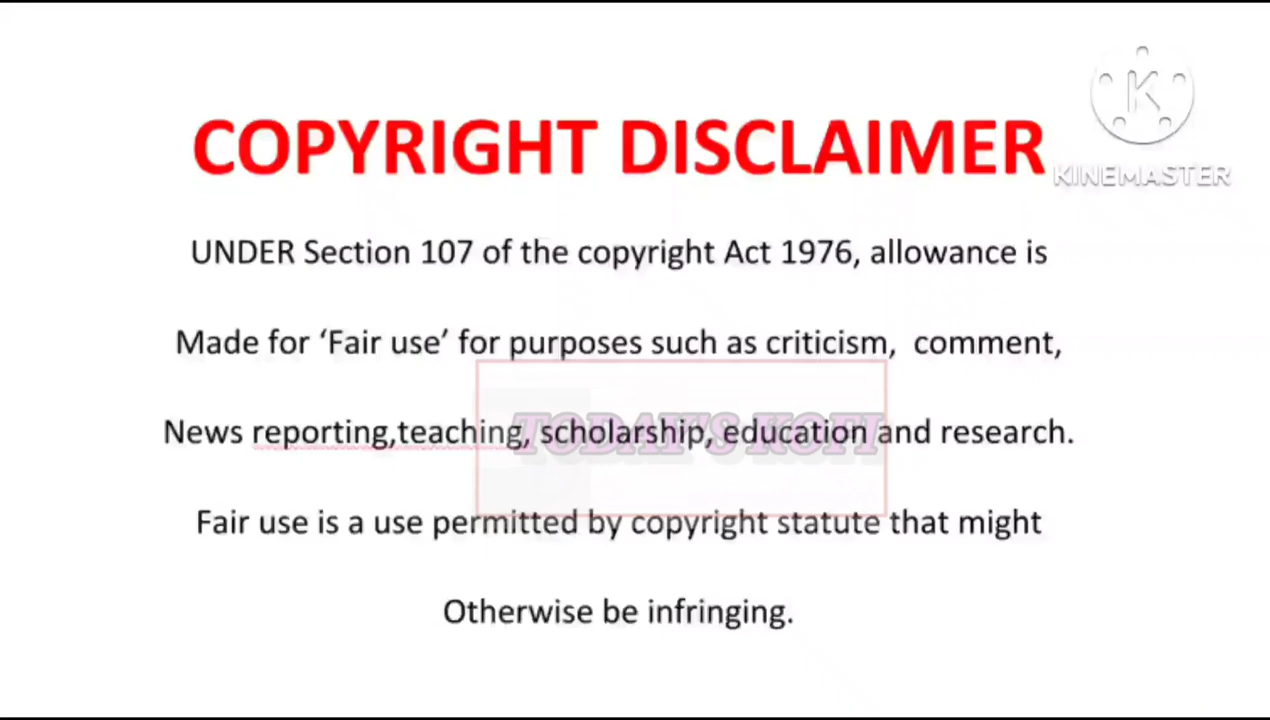 COPYRIGHT DISCLAIMER
KINEMASTER
UNDER Section 107 of the copyright Act 1976, allowance is
Made for ‘Fair use’ for purposes such as criticism, comment,
News reporting,teaching, scholarship, education and research.
TODAY'S KOFI
Fair use is a use permitted by copyright statute that might
Otherwise be infringing.